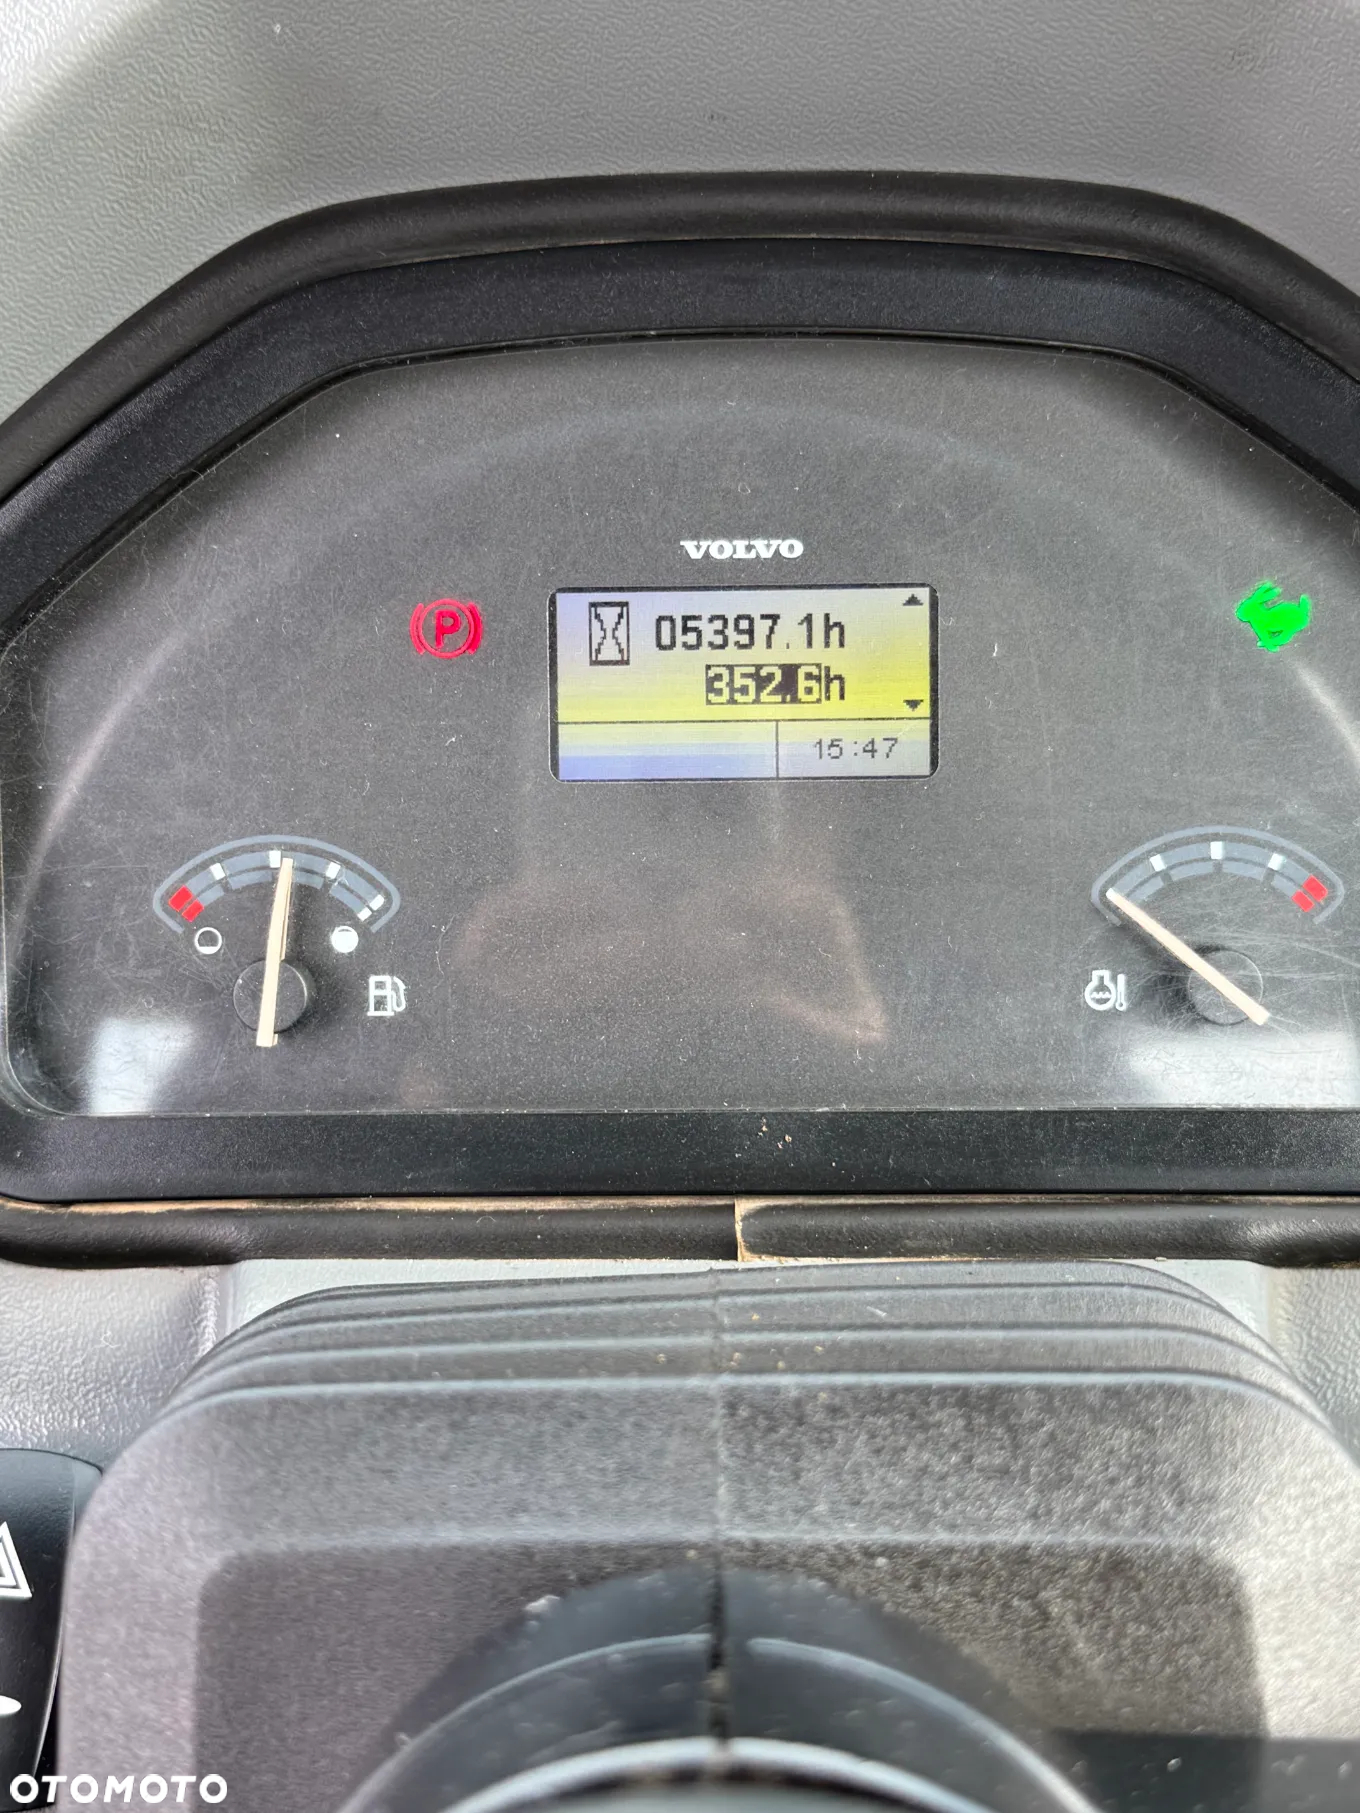 VOLVO
P
05397.1h
352.6h
15:47
OTOMOTO